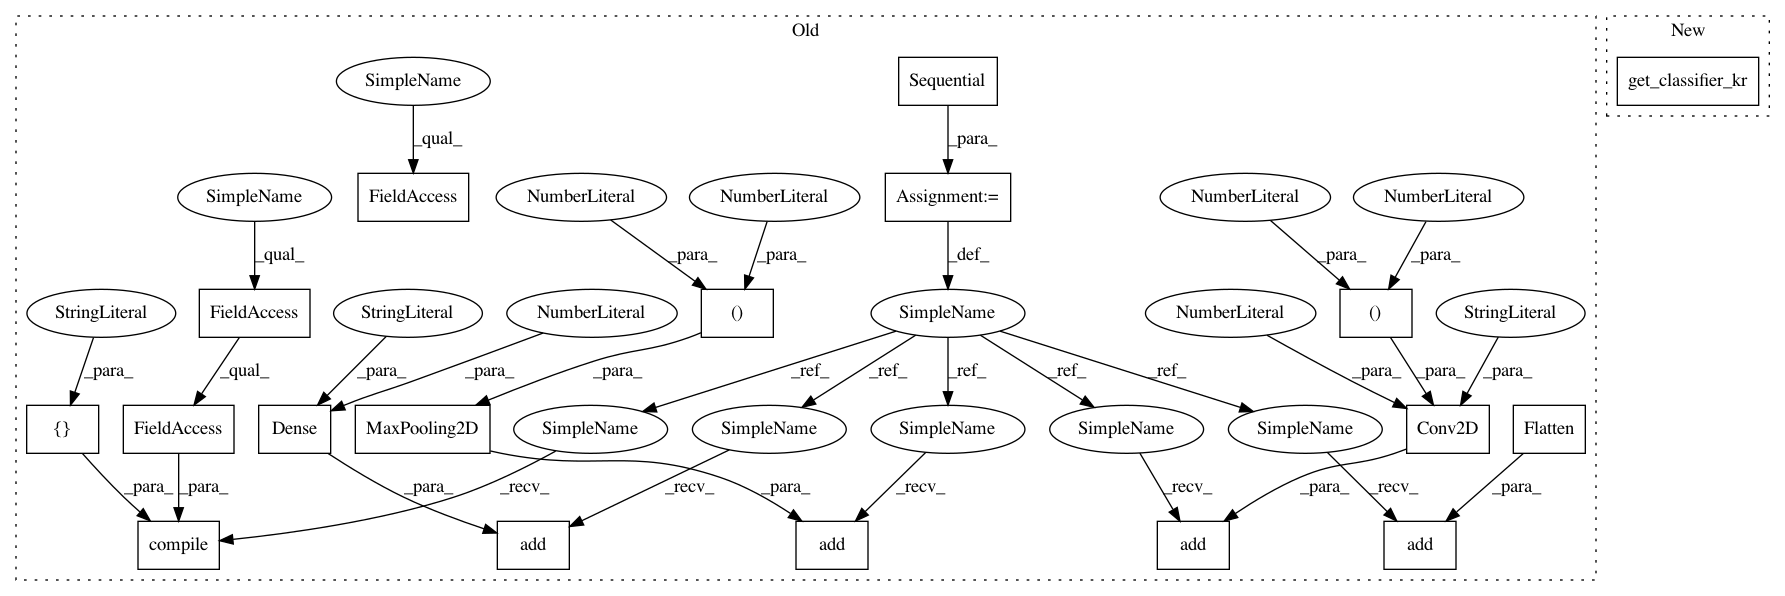 Old
New
SimpleName
Sequential
get_classifier_kr
_qual_
_para_
SimpleName
FieldAccess
NumberLiteral
NumberLiteral
Assignment:=
NumberLiteral
NumberLiteral
_qual_
_para_
_para_
_def_
_para_
_para_
StringLiteral
FieldAccess
StringLiteral
NumberLiteral
()
SimpleName
NumberLiteral
()
StringLiteral
_para_
_qual_
_para_
_para_
_para_
_ref_
_ref_
_ref_
_ref_
_ref_
_para_
_para_
_para_
{}
FieldAccess
Dense
MaxPooling2D
SimpleName
SimpleName
SimpleName
SimpleName
SimpleName
Conv2D
Flatten
_para_
_para_
_recv_
_para_
_recv_
_para_
_recv_
_recv_
_para_
_recv_
_para_
compile
add
add
add
add